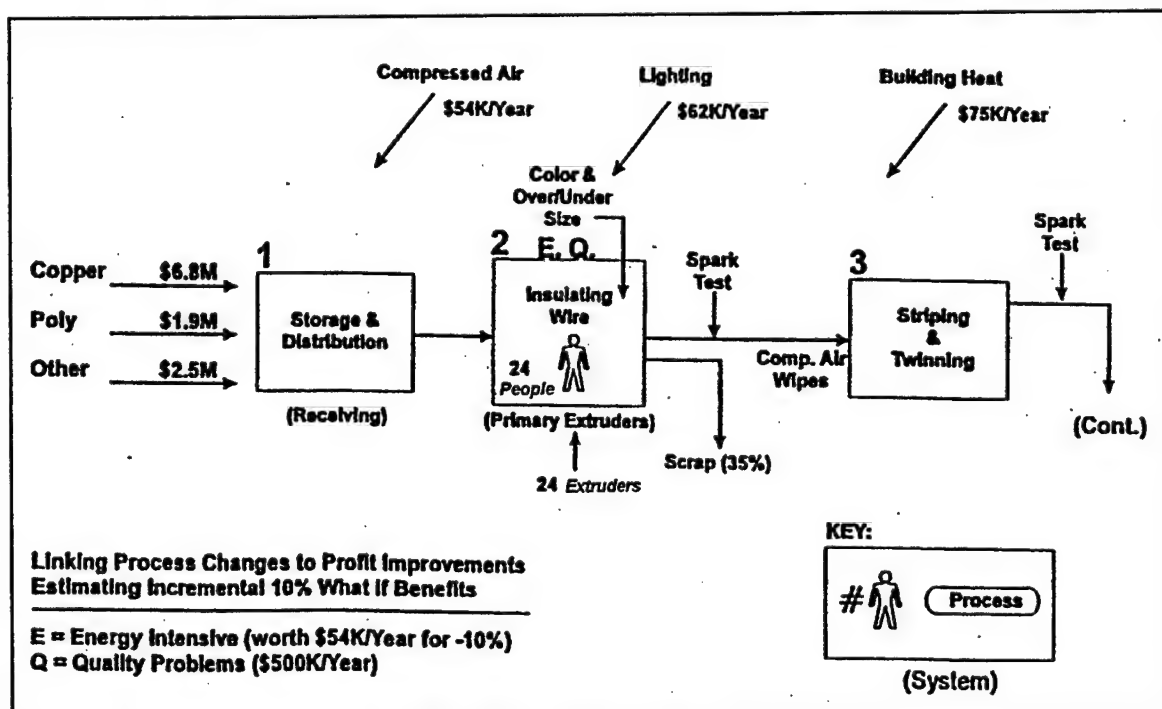 Compressed Air
$54K/Year
Lighting
$62K/Year
Building Heat
$75K/Year
Color &
Over/Under
Size
Spark
Test
1
2
E. Q.
Spark
Test
3
Copper
$6.8M
Poly
$1.9M
Other
$2.5M
Storage &
Distribution
(Receiving)
Insulating
Wire
24
People
(Primary Extruders)
24 Extruders
Scrap (35%)
Comp. Air
Wipes
Striping
&
Twinning
(Cont.)
Linking Process Changes to Profit Improvements
Estimating Incremental 10% What if Benefits
E = Energy Intensive (worth $54K/Year for -10%)
Q = Quality Problems ($500K/Year)
KEY:
#
Process
(System)